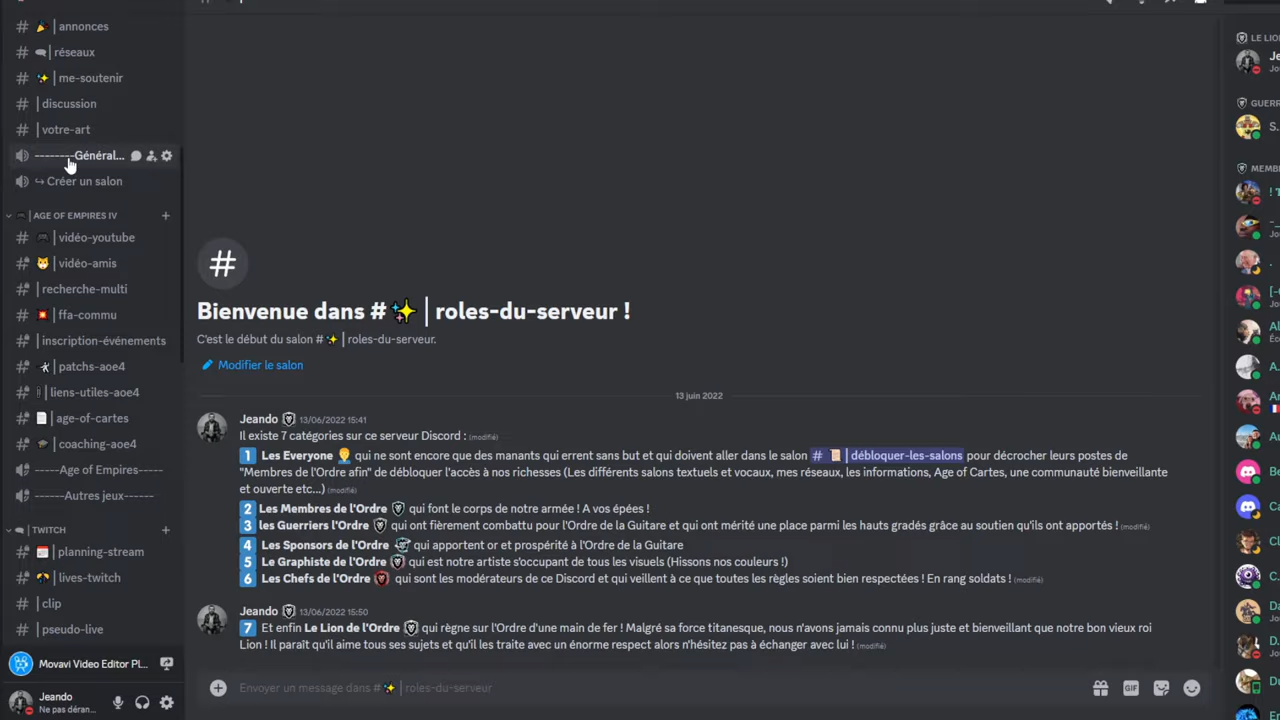 annonces
réseaux
me-soutenir
discussion
votre-art
--------Général...
Créer un salon
AGE OF EMPIRES IV
vidéo-youtube
vidéo-amis
recherche-multi
ffa-commu
inscription-événements
patchs-aoe4
liens-utiles-aoe4
age-of-cartes
coaching-aoe4
-----Age of Empires-----
------Autres jeux------
TWITCH
planning-stream
lives-twitch
clip
pseudo-live
Movavi Video Editor Pl...
Jeando
Ne pas déran...
Bienvenue dans #✨ | roles-du-serveur !
C'est le début du salon #✨ | roles-du-serveur.
Modifier le salon
13 juin 2022
Jeando 13/06/2022 15:41
Il existe 7 catégories sur ce serveur Discord : (modifié)
1 Les Everyone qui ne sont encore que des manants qui errent sans but et qui doivent aller dans le salon # | débloquer-les-salons pour décrocher leurs postes de
"Membres de l'Ordre afin" de débloquer l'accès à nos richesses (Les différents salons textuels et vocaux, mes réseaux, les informations, Age of Cartes, une communauté bienveillante
et ouverte etc...) (modifié)
2 Les Membres de l'Ordre qui font le corps de notre armée ! A vos épées !
3 les Guerriers l'Ordre qui ont fièrement combattu pour l'Ordre de la Guitare et qui ont mérité une place parmi les hauts gradés grâce au soutien qu'ils ont apportés ! (modifié)
4 Les Sponsors de l'Ordre qui apportent or et prospérité à l'Ordre de la Guitare
5 Le Graphiste de l'Ordre qui est notre artiste s'occupant de tous les visuels (Hissons nos couleurs !)
6 Les Chefs de l'Ordre qui sont les modérateurs de ce Discord et qui veillent à ce que toutes les règles soient bien respectées ! En rang soldats ! (modifié)
Jeando 13/06/2022 15:50
7 Et enfin Le Lion de l'Ordre qui règne sur l'Ordre d'une main de fer ! Malgré sa force titanesque, nous n'avons jamais connu plus juste et bienveillant que notre bon vieux roi
Lion ! Il paraît qu'il aime tous ses sujets et qu'il les traite avec un énorme respect alors n'hésitez pas à échanger avec lui ! (modifié)
Envoyer un message dans #✨ | roles-du-serveur
GIF
LE LIO
Je
Jo
GUERR
S.
MEMB
! T
Jo